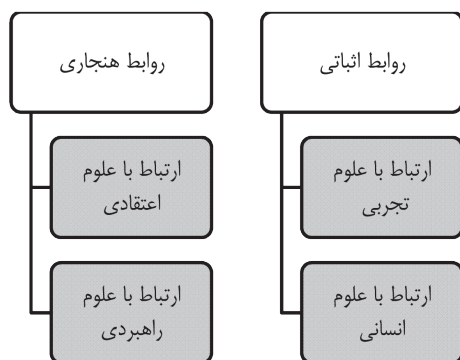 روابط اثباتی
ارتباط با علوم
تجربی
ارتباط با علوم
انسانی
روابط هنجاری
ارتباط با علوم
اعتقادی
ارتباط با علوم
راهبردی